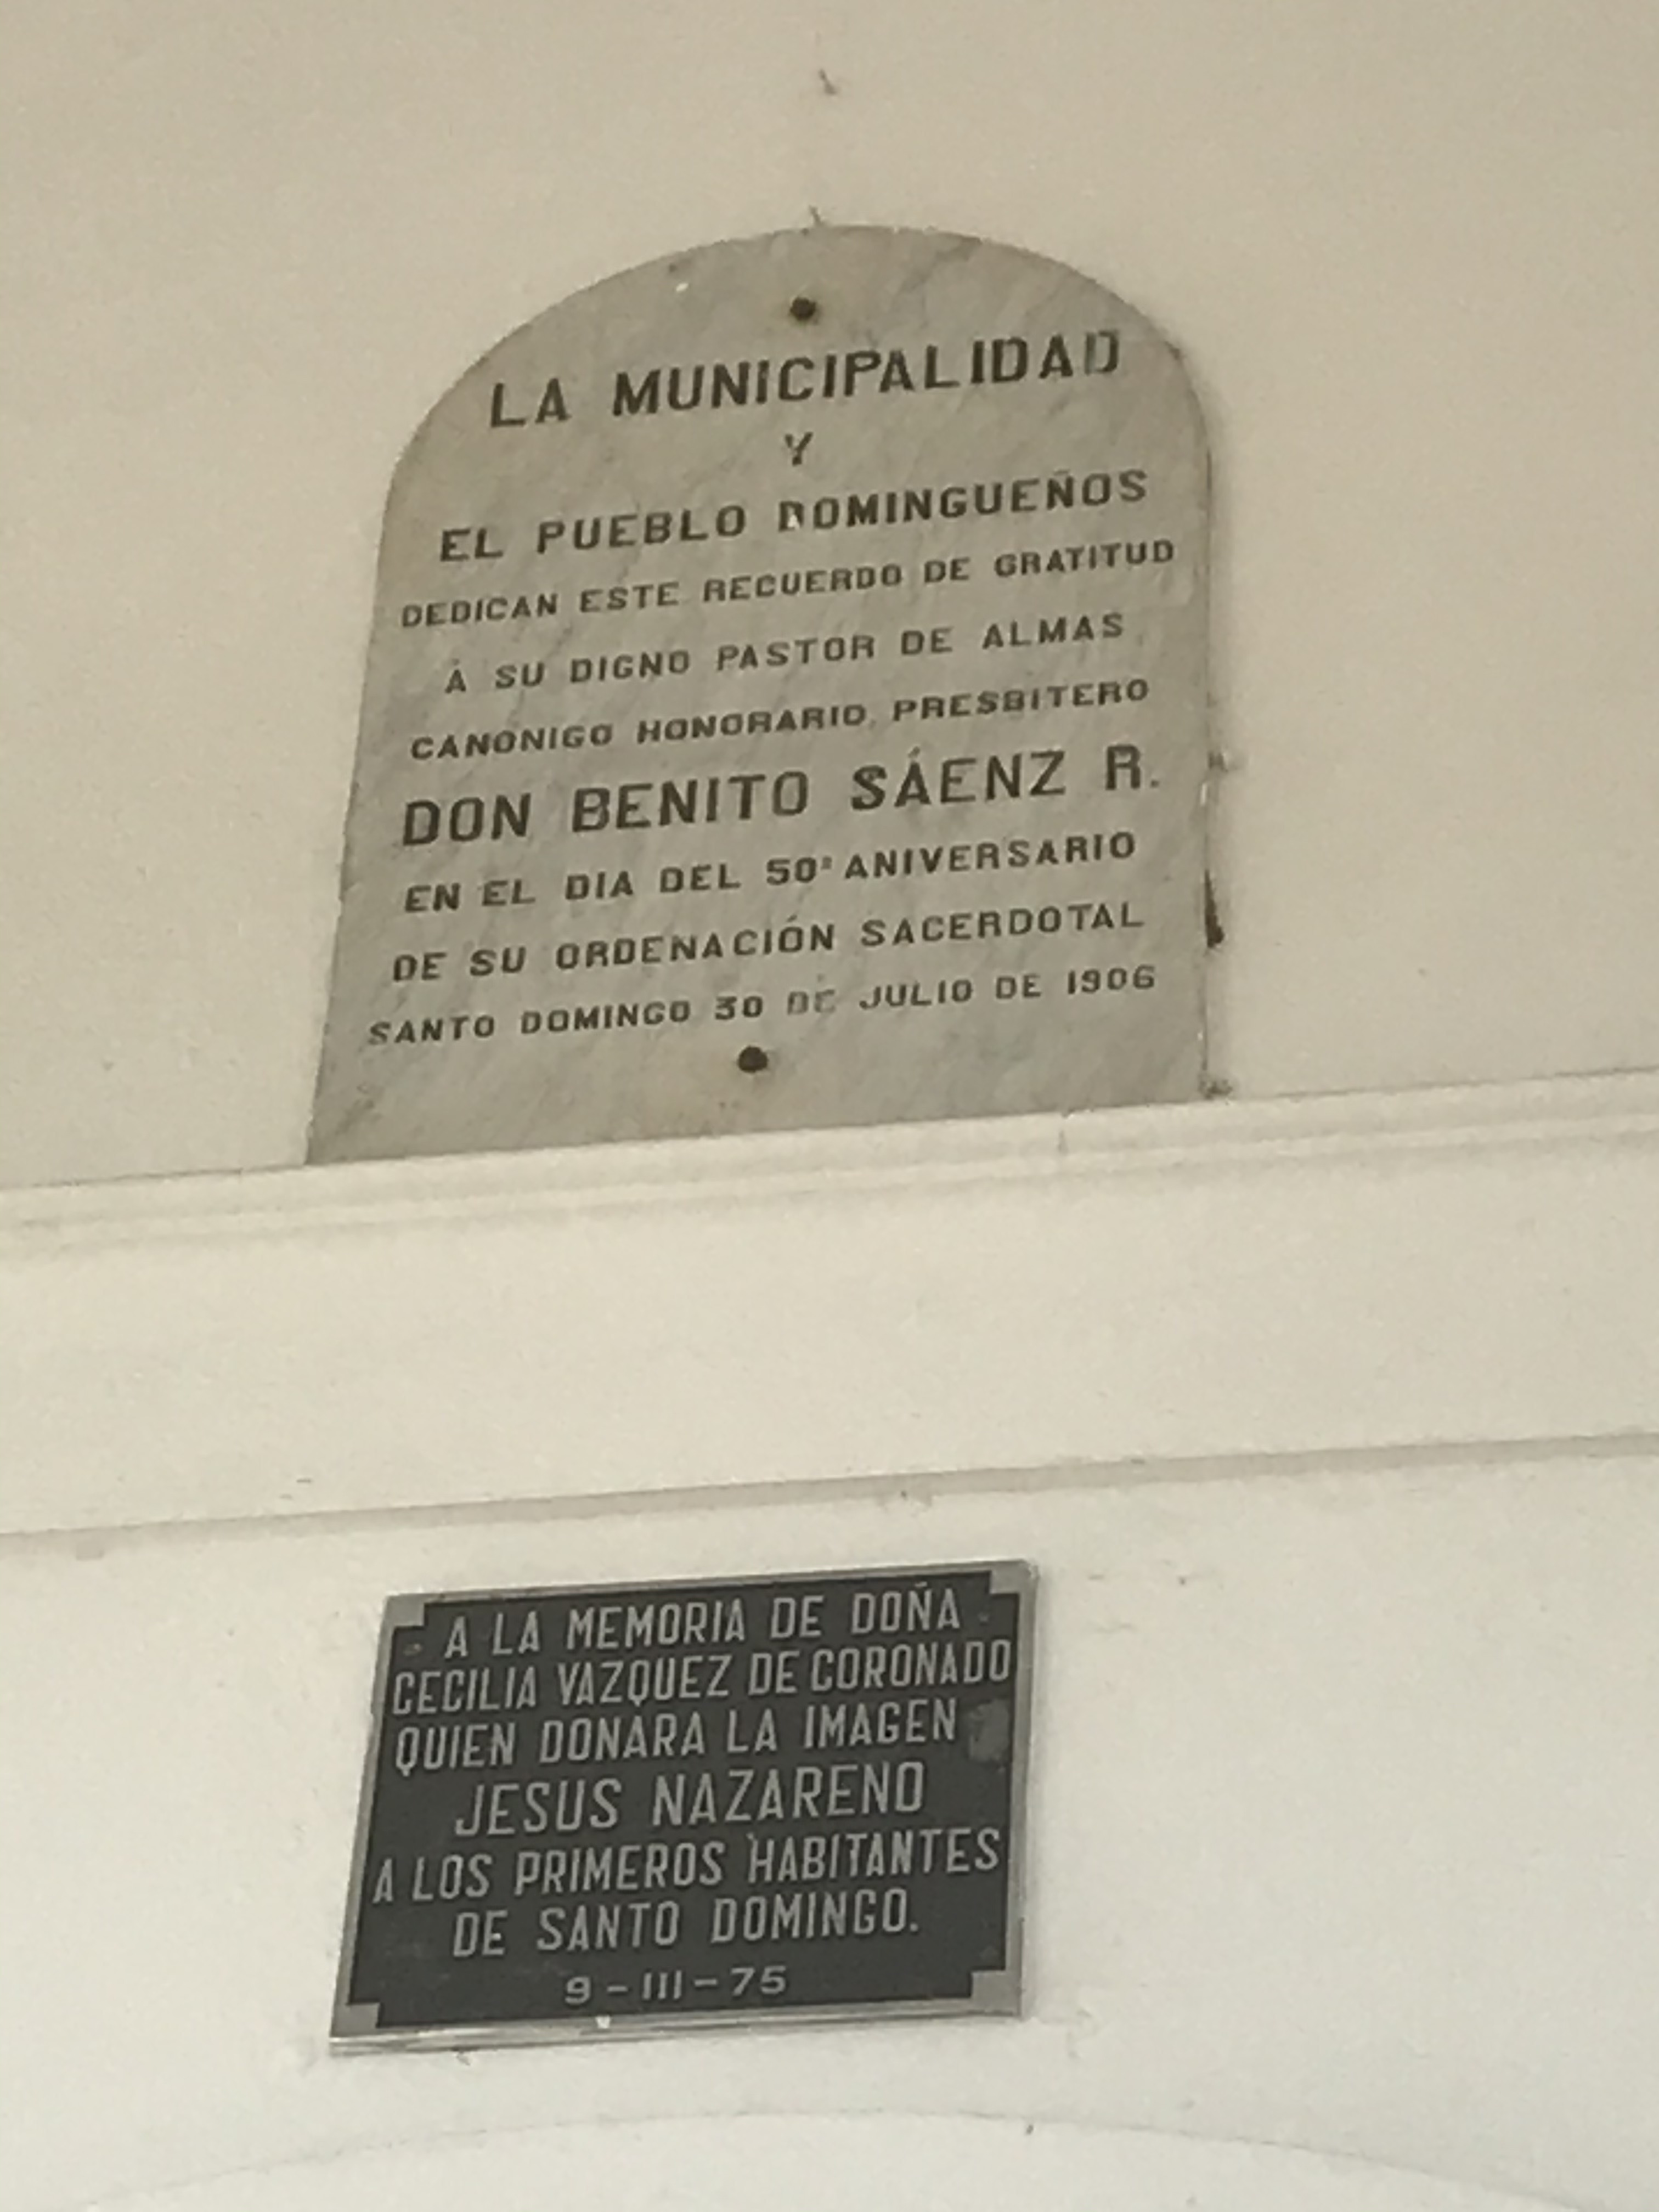 LA MUNICIPALIDAD
Y
EL PUEBLO DOMINGUEÑOS
DEDICAN ESTE RECUERDO DE GRATITUD
Á SU DIGNO PASTOR DE ALMAS
CANONIGO HONORARIO, PRESBITERO
DON BENITO SÁENZ R.
EN EL DIA DEL 50º ANIVERSARIO
DE SU ORDENACIÓN SACERDOTAL
SANTO DOMINGO 30 DE JULIO DE 1906
A LA MEMORIA DE DOÑA
CECILIA VAZQUEZ DE CORONADO
QUIEN DONARA LA IMAGEN
JESUS NAZARENO
A LOS PRIMEROS HABITANTES
DE SANTO DOMINGO.
9-III-75